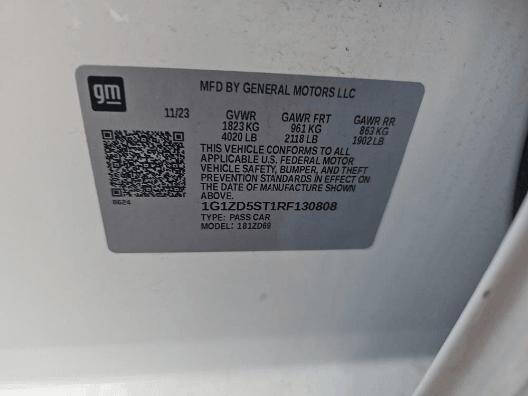 gm
MFD BY GENERAL MOTORS LLC
11/23 GVWR GAWR FRT GAWR RR
1823 KG 961 KG 863 KG
4020 LB 2118 LB 1902 LB
THIS VEHICLE CONFORMS TO ALL
APPLICABLE U.S. FEDERAL MOTOR
VEHICLE SAFETY, BUMPER, AND THEFT
PREVENTION STANDARDS IN EFFECT ON
THE DATE OF MANUFACTURE SHOWN
ABOVE.
8624
1G1ZD5ST1RF130808
TYPE: PASS CAR
MODEL: 181ZD69